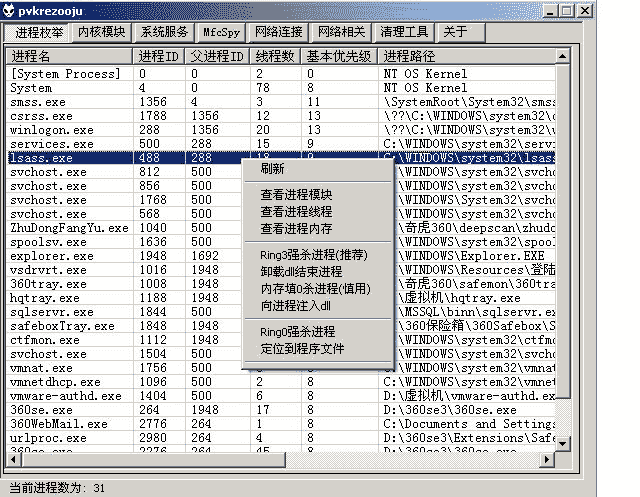 pvkrezooju
进程枚举 内核模块 系统服务 MfcSpy 网络连接 网络相关 清理工具 关于
进程名 进程ID 父进程ID 线程数 基本优先级 进程路径
[System Process] 0 0 2 0 NT OS Kernel
System 4 0 78 8 NT OS Kernel
smss.exe 1356 4 3 11 \SystemRoot\System32\smss
csrss.exe 1788 1356 12 13 \??\C:\WINDOWS\system32\
winlogon.exe 288 1356 20 13 \??\C:\WINDOWS\system32\
services.exe 500 288 15 9 C:\WINDOWS\system32\servi
lsass.exe 488 288 18 9 C:\WINDOWS\system32\lsass
svchost.exe 812 500 \WINDOWS\system32\svcho
svchost.exe 856 500 \WINDOWS\system32\svcho
svchost.exe 1768 500 \WINDOWS\System32\svcho
svchost.exe 568 500 \WINDOWS\system32\svcho
ZhuDongFangYu.exe 1040 500 \奇虎360\deepscan\zhudo
spoolsv.exe 1636 500 \WINDOWS\system32\spool
explorer.exe 1948 1692 \WINDOWS\Explorer.EXE
vsdrvrt.exe 1016 1948 \WINDOWS\Resources\登陆
360tray.exe 1008 1948 \奇虎360\safemon\360tra
hqtray.exe 1188 1948 \虚拟机\hqtray.exe
sqlservr.exe 1844 500 \MSSQL\binn\sqlservr.ex
safeboxTray.exe 1848 1948 \360保险箱\360Safebox\S
ctfmon.exe 1112 1948 \WINDOWS\system32\ctfmo
svchost.exe 1504 500 \WINDOWS\system32\svcho
vmnat.exe 1756 500 \WINDOWS\system32\vmnat
vmnetdhcp.exe 1096 500 2 8 C:\WINDOWS\system32\vmnet
vmware-authd.exe 1404 500 6 8 D:\虚拟机\vmware-authd.ex
360se.exe 264 1948 17 8 D:\360se3\360se.exe
360WebMail.exe 2776 264 1 8 C:\Documents and Settings
urlproc.exe 2980 264 4 8 D:\360se3\Extensions\Safe
360se.exe 2276 264 45 8 D:\360se3\360se.exe
刷新
查看进程模块
查看进程线程
查看进程内存
Ring3强杀进程(推荐)
卸载dll结束进程
内存填0杀进程(慎用)
向进程注入dll
Ring0强杀进程
定位到程序文件
当前进程数为: 31